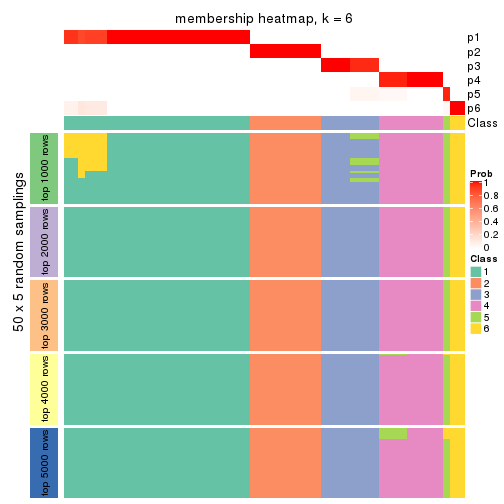 membership heatmap, k = 6
p1
p2
p3
p4
p5
p6
Class
50 x 5 random samplings
top 1000 rows
top 2000 rows
top 3000 rows
top 4000 rows
top 5000 rows
Prob
1
0.8
0.6
0.4
0.2
0
Class
1
2
3
4
5
6